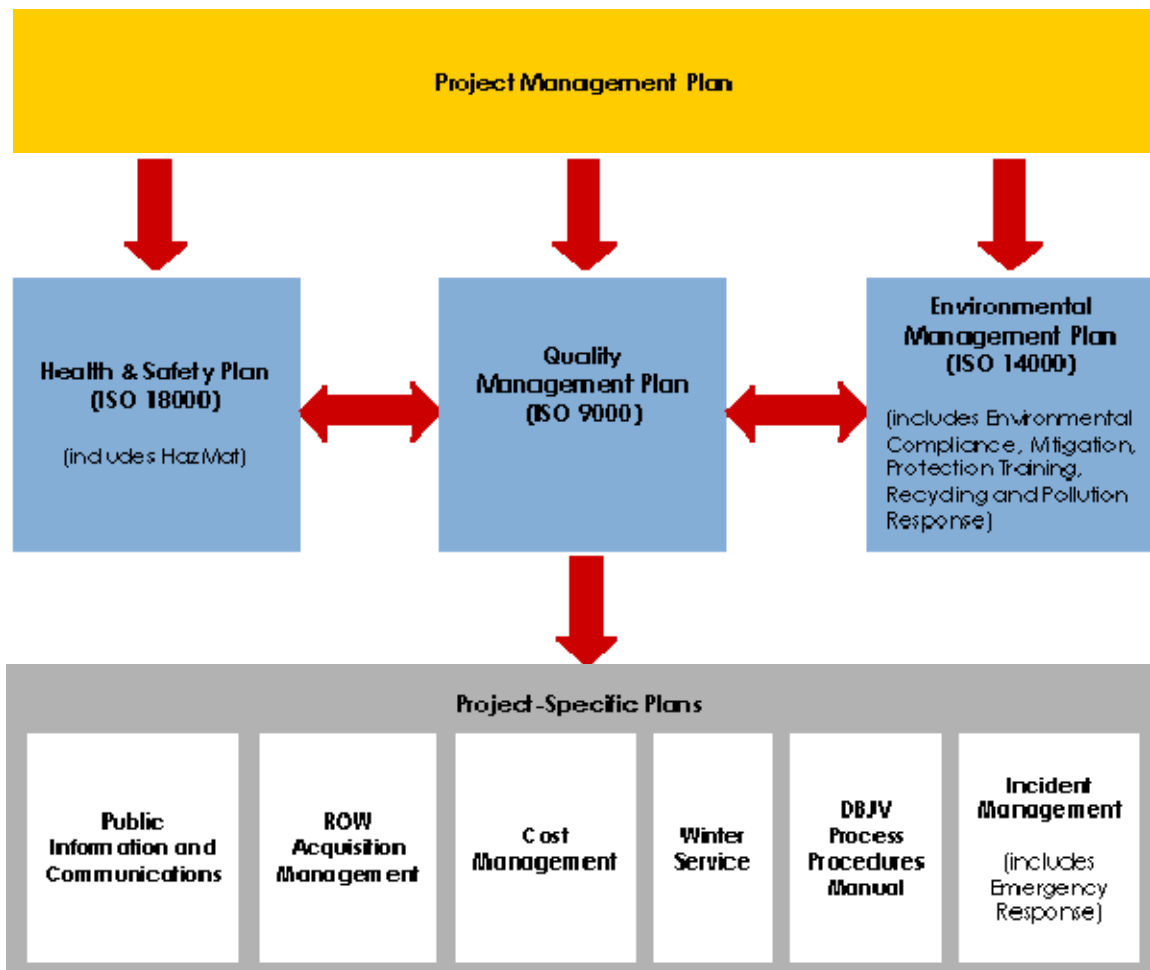 Project Management Plan
Health & Safety Plan
(ISO 18000)
(includes HazMat)
Quality
Management Plan
(ISO 9000)
Environmental
Management Plan
(ISO 14000)
(includes Environmental
Compliance, Mitigation,
Protection Training,
Recycling and Pollution
Response)
Project-Specific Plans
Public
Information and
Communications
ROW
Acquisition
Management
Cost
Management
Winter
Service
DBJV
Process
Procedures
Manual
Incident
Management
(includes
Emergency
Response)